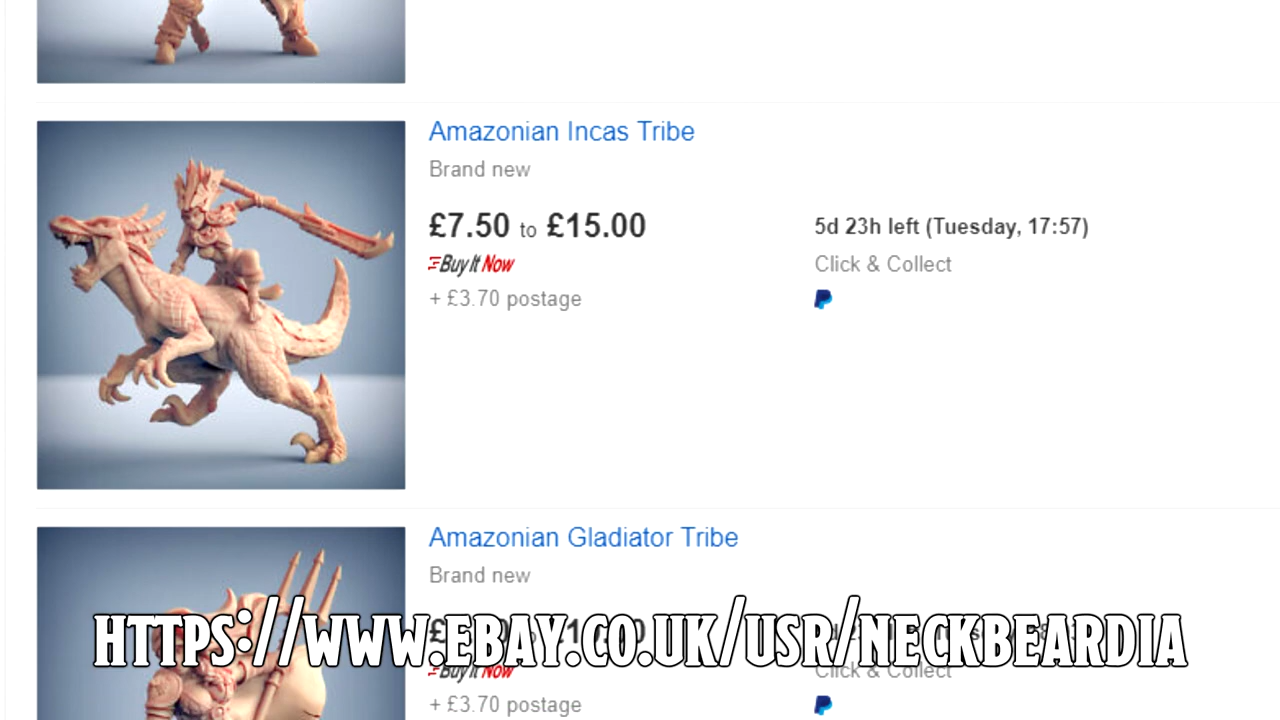 Amazonian Incas Tribe
Brand new
£7.50 to £15.00
5d 23h left (Tuesday, 17:57)
Buy It Now
Click & Collect
+ £3.70 postage
Amazonian Gladiator Tribe
Brand new
HTTPS://WWW.EBAY.CO.UK/USR/NECKBEARDIA
Buy It Now
Click & Collect
+ £3.70 postage